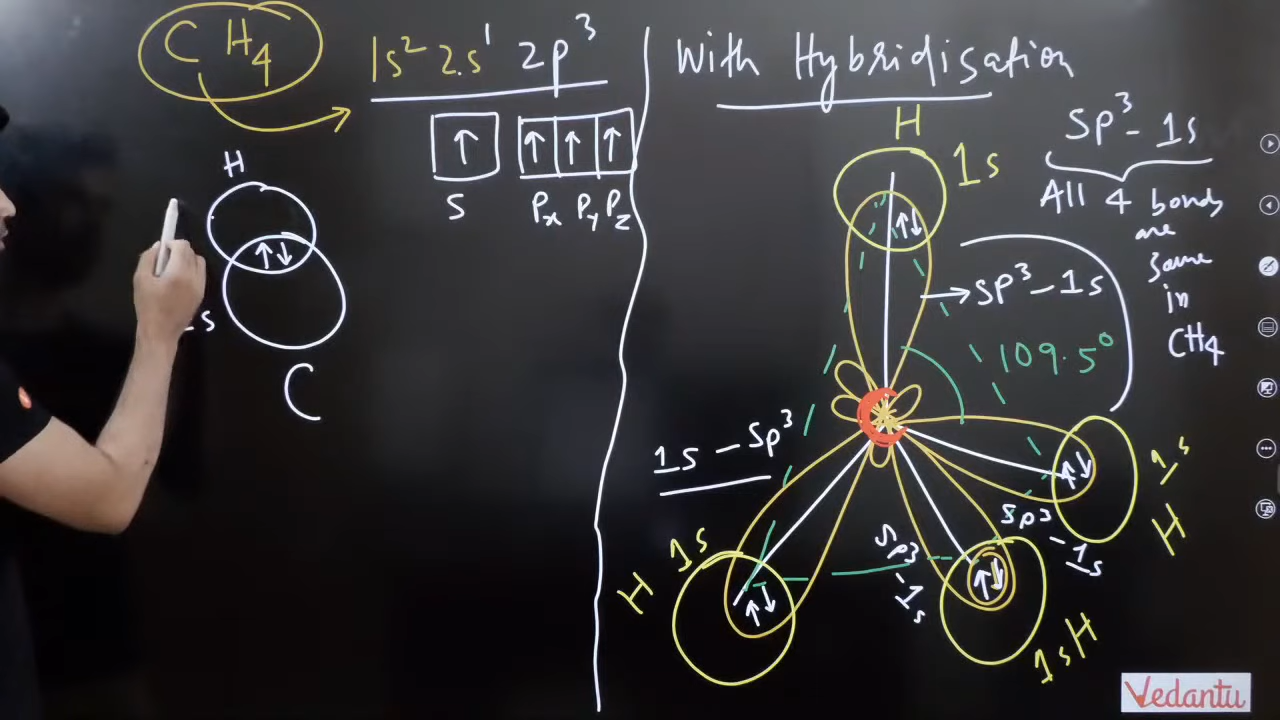 CH4
1s² 2s¹ 2p³
S
Px Py Pz
H
s
C
With Hybridisation
H
1s
sp³ - 1s
All 4 bonds
are
same
in
CH4
sp³ - 1s
109.5°
1s - sp³
1s
H
sp³
- 1s
1s
H
sp³
- 1s
1s H
Vedantu